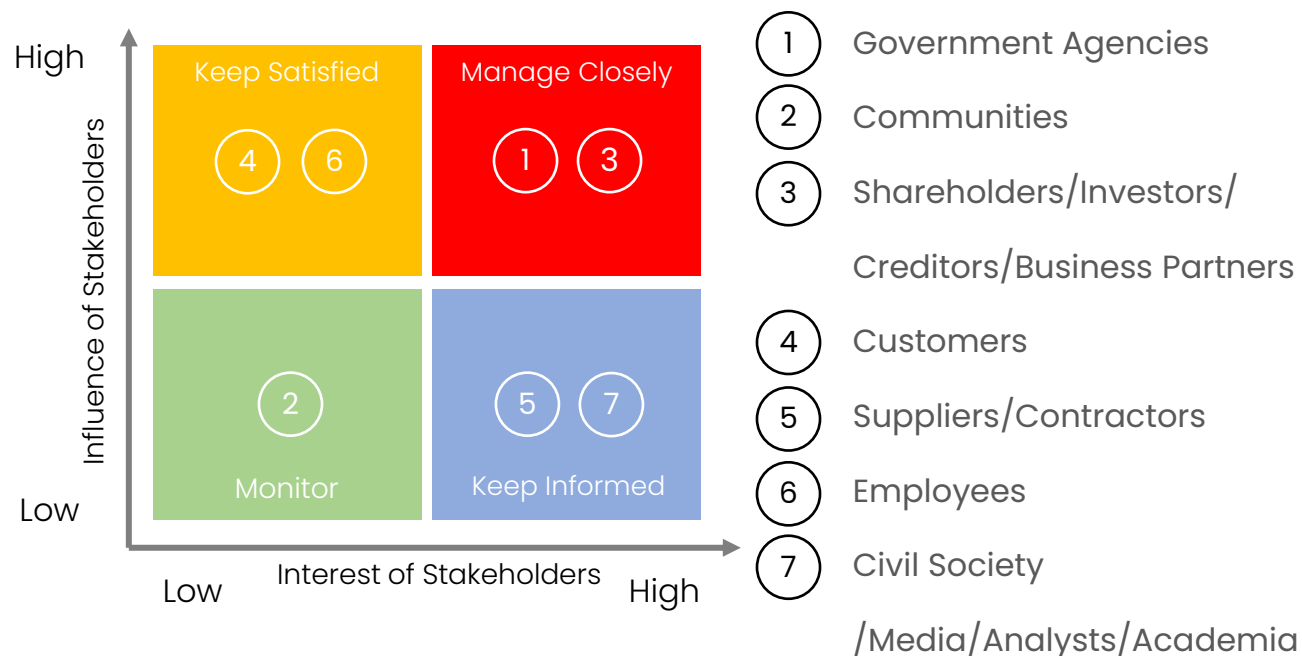 High
Influence of Stakeholders
Low
Keep Satisfied
4 6
Manage Closely
1 3
2
Monitor
5 7
Keep Informed
Low
Interest of Stakeholders
High
1 Government Agencies
2 Communities
3 Shareholders/Investors/
Creditors/Business Partners
4 Customers
5 Suppliers/Contractors
6 Employees
7 Civil Society
/Media/Analysts/Academia